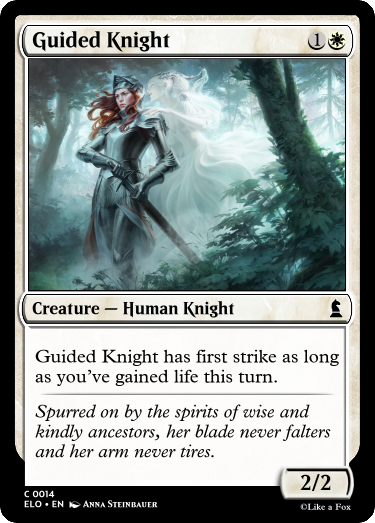 Guided Knight 1
Creature — Human Knight
Guided Knight has first strike as long
as you've gained life this turn.
Spurred on by the spirits of wise and
kindly ancestors, her blade never falters
and her arm never tires.
2/2
C 0014
ELO • EN Anna Steinbauer
©Like a Fox